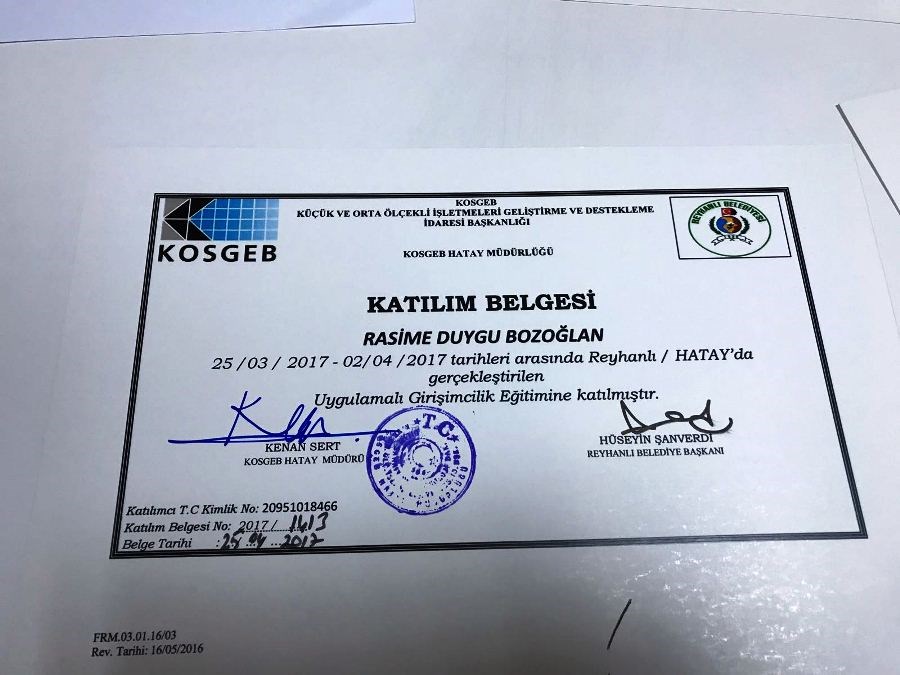 KOSGEB
KOSGEB
KÜÇÜK VE ORTA ÖLÇEKLİ İŞLETMELERİ GELİŞTİRME VE DESTEKLEME
İDARESİ BAŞKANLIĞI
KOSGEB HATAY MÜDÜRLÜĞÜ
REYHANLI BELEDİYESİ
KATILIM BELGESİ
RASİME DUYGU BOZOĞLAN
25 /03 / 2017 - 02/04 /2017 tarihleri arasında Reyhanlı / HATAY'da
gerçekleştirilen
Uygulamalı Girişimcilik Eğitimine katılmıştır.
KENAN SERT
KOSGEB HATAY MÜDÜRÜ
T.C
HÜSEYİN ŞANVERDİ
REYHANLI BELEDİYE BAŞKANI
Katılımcı T.C Kimlik No: 20951018466
Katılım Belgesi No: 2017 / 1413
Belge Tarihi : 25 04 2017
FRM.03.01.16/03
Rev. Tarihi: 16/05/2016